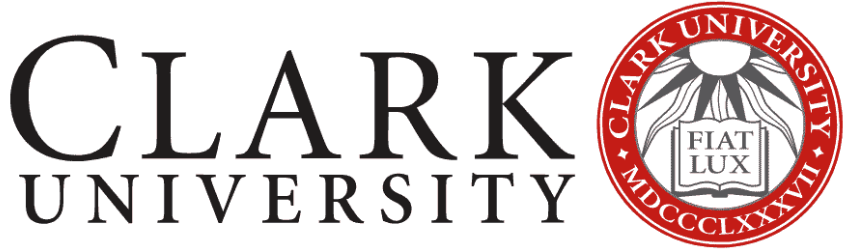 CLARK
UNIVERSITY
CLARK UNIVERSITY
FIAT
LUX
MDCCCLXXXVII